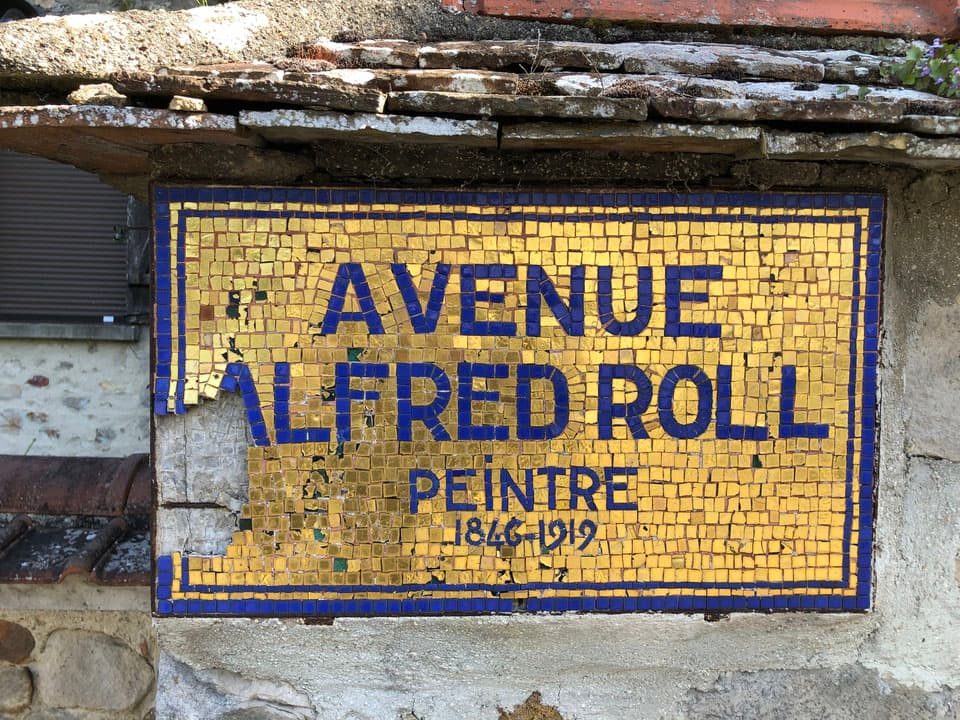 AVENUE
ALFRED ROLL
PEINTRE
1846-1919